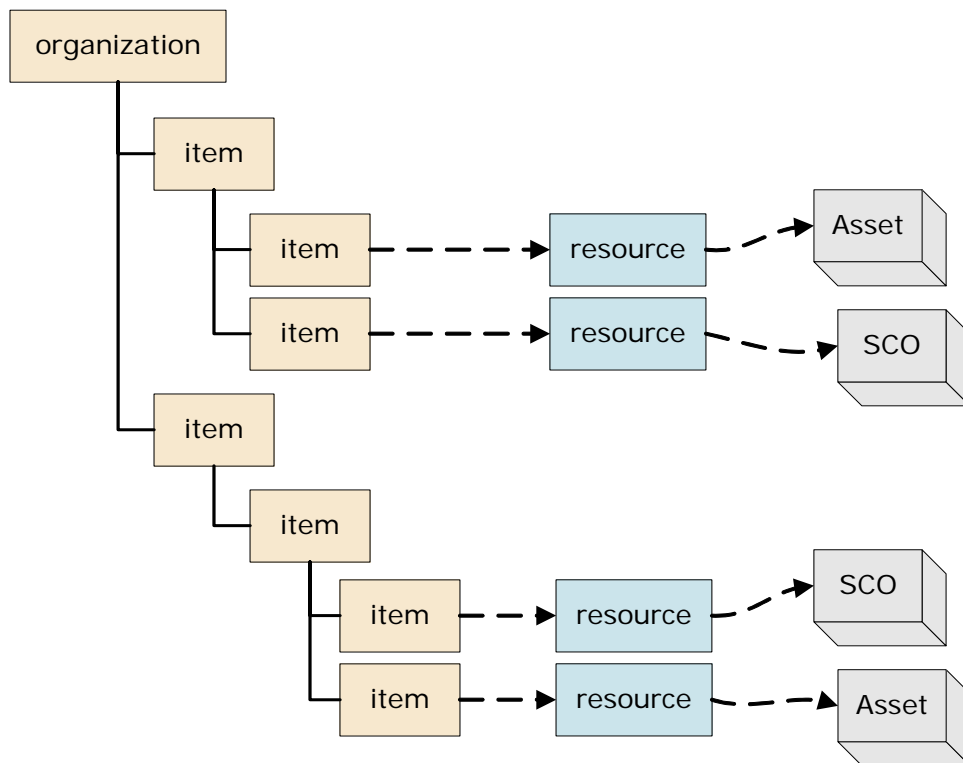 organization
item
item
resource
Asset
item
resource
SCO
item
item
item
resource
SCO
item
resource
Asset